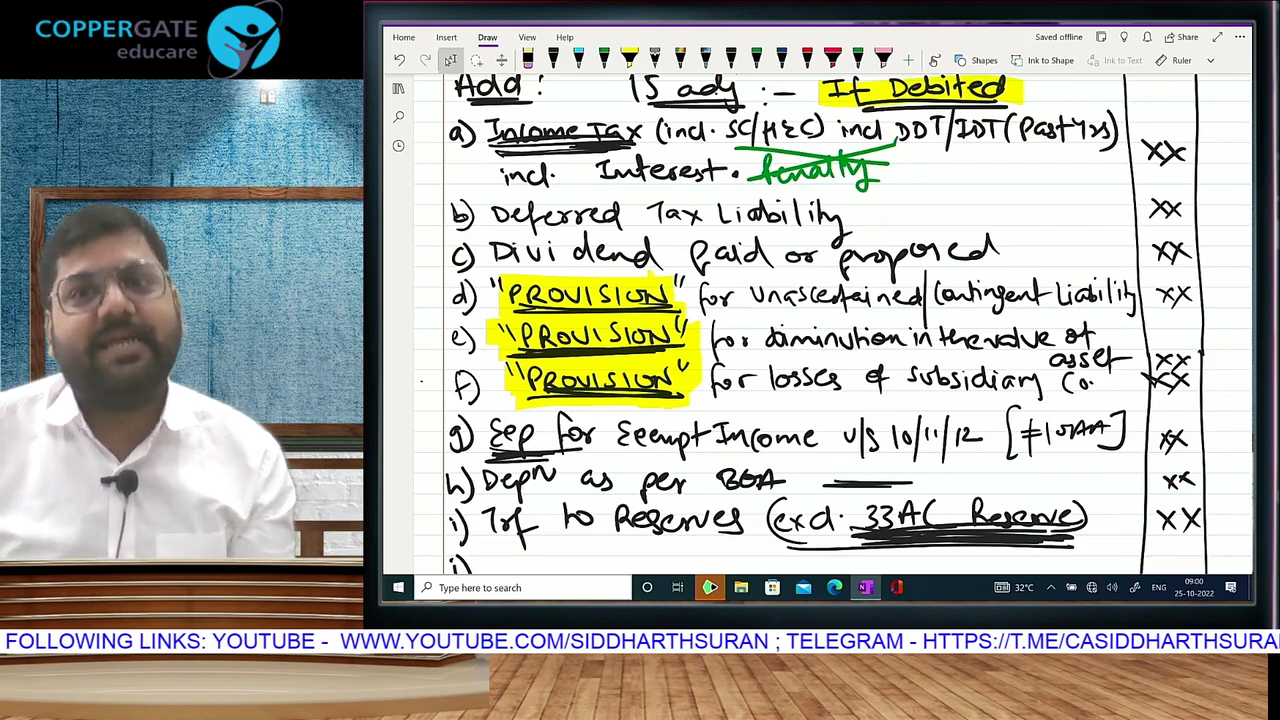 COPPERGATE
educare
Home Insert Draw View Help
Saved offline
Share
Shapes
Ink to Shape
Ink to Text
Ruler
Add: 15 adj :- If Debited
a) Income Tax (incl. SC/HEC) incl DDT/IDT (Past Yrs) XX
incl. Interest. Penalty
b) Deferred Tax Liability XX
c) Dividend paid or proposed XX
d) "PROVISION" for unascertained/Contingent Liability XX
e) "PROVISION" for diminution in the value of
asset XX
f) "PROVISION" for losses of subsidiary Co. XX
g) Exp for Exempt Income u/s 10/11/12 [≠10AA] XX
h) Depn as per XX
i) Trf to Reserves (excl. 33AC Reserve) XX
j)
Type here to search
32°C
ENG
09:00
25-10-2022
FOLLOWING LINKS: YOUTUBE - WWW.YOUTUBE.COM/SIDDHARTHSURAN ; TELEGRAM - HTTPS://T.ME/CASIDDHARTHSURA